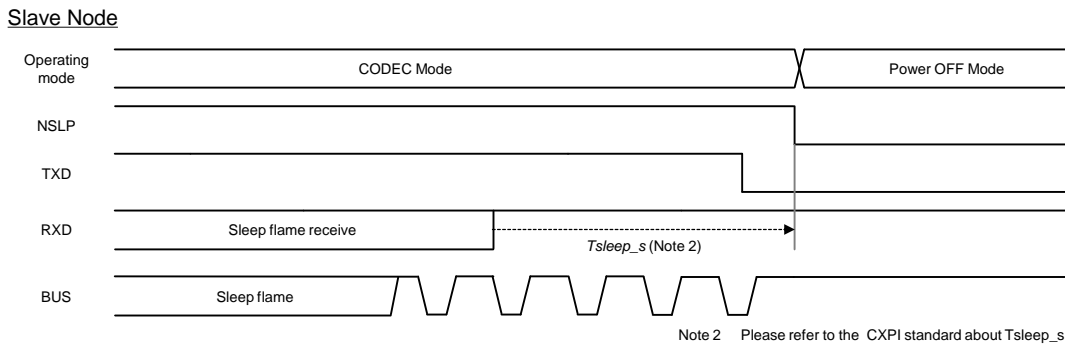 Slave Node
Operating
mode
CODEC Mode
Power OFF Mode
NSLP
TXD
RXD
Sleep flame receive
Tsleep_s (Note 2)
BUS
Sleep flame
Note 2 Please refer to the CXPI standard about Tsleep_s